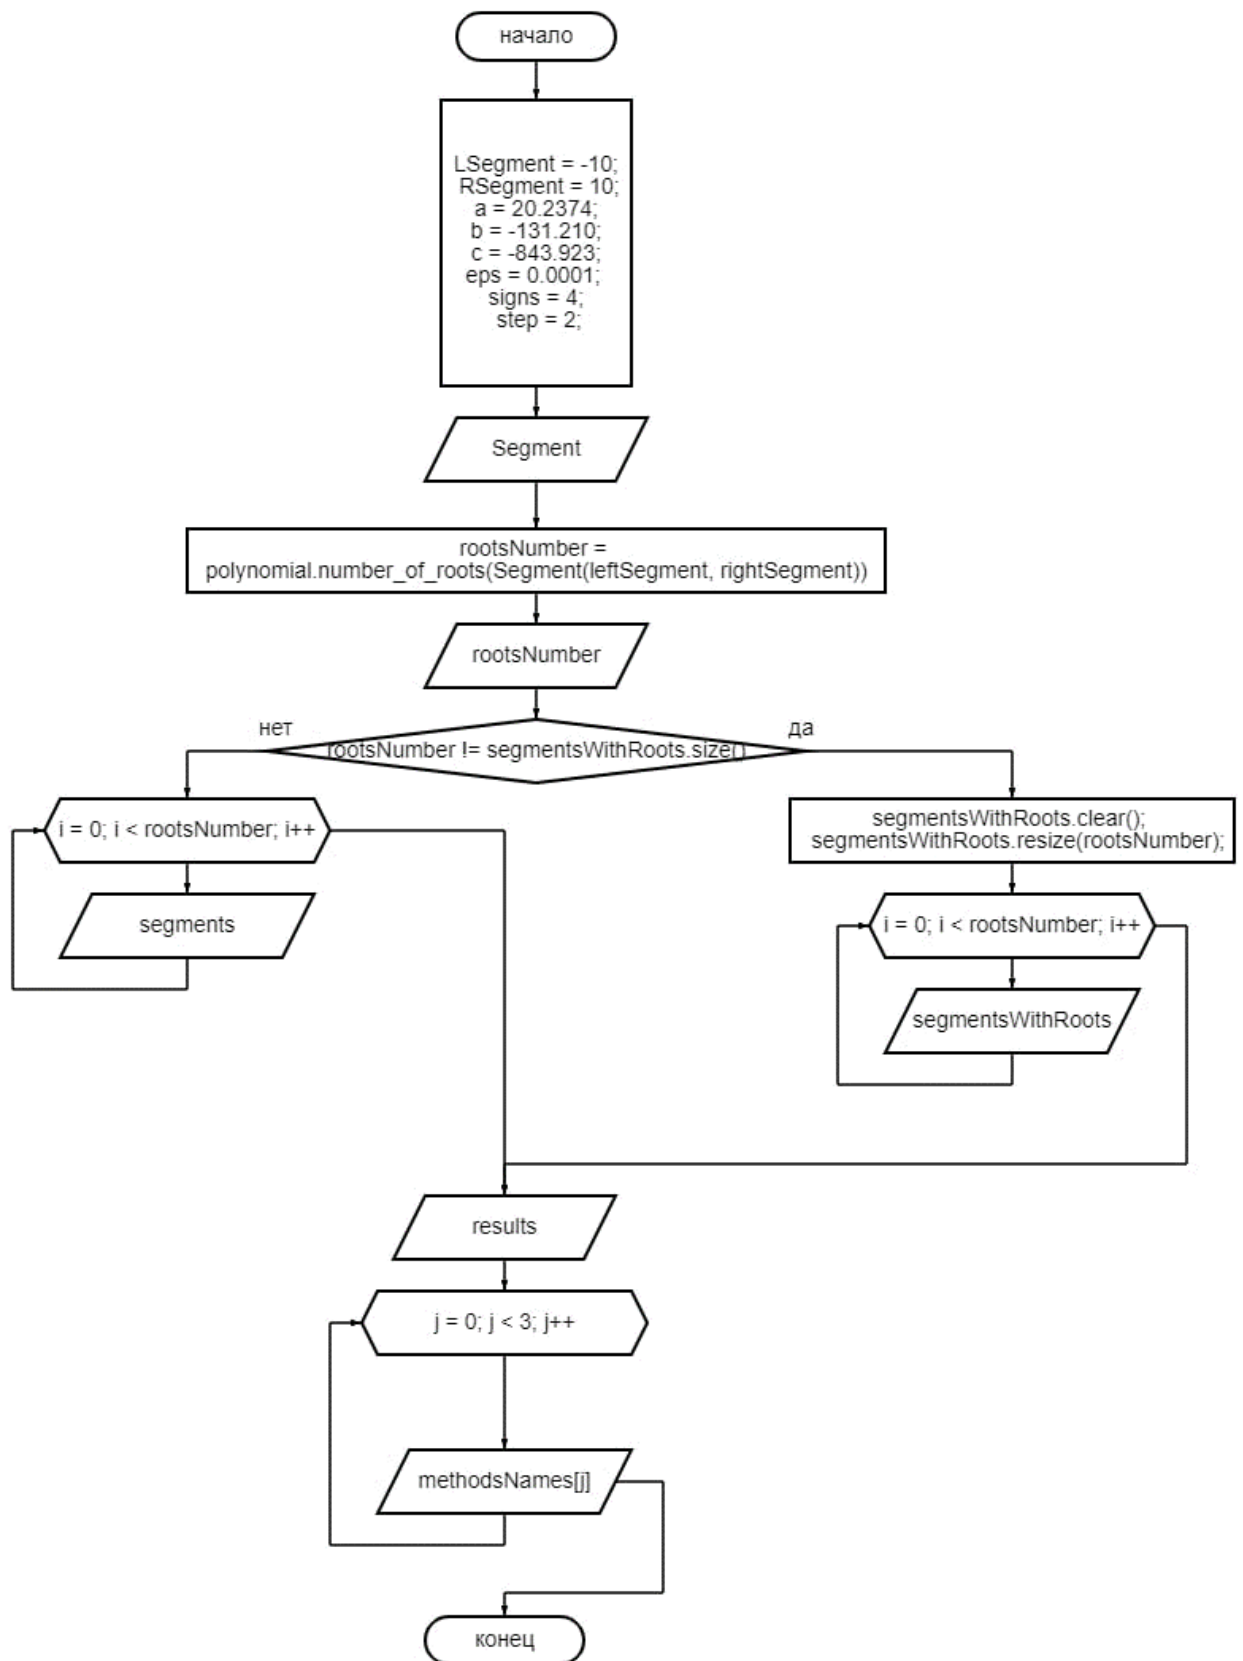 начало
LSegment = -10;
RSegment = 10;
a = 20.2374;
b = -131.210;
c = -843.923;
eps = 0.0001;
signs = 4;
step = 2;
Segment
rootsNumber =
polynomial.number_of_roots(Segment(leftSegment, rightSegment))
rootsNumber
нет
да
rootsNumber != segmentsWithRoots.size()
i = 0; i < rootsNumber; i++
segmentsWithRoots.clear();
segmentsWithRoots.resize(rootsNumber);
segments
i = 0; i < rootsNumber; i++
segmentsWithRoots
results
j = 0; j < 3; j++
methodsNames[j]
конец